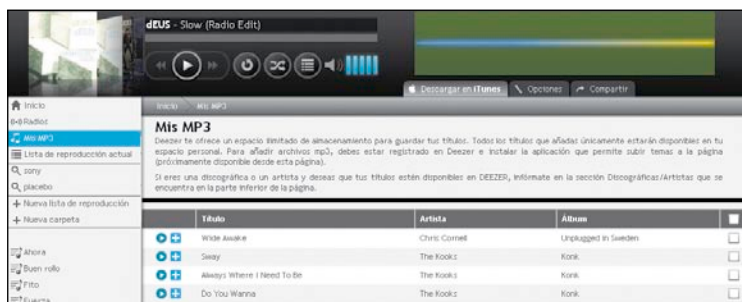 dEUS - Slow (Radio Edit)
Descargar en iTunes
Opciones
Compartir
Inicio
Radios
Mis MP3
Lista de reproducción actual
sony
placebo
Nueva lista de reproducción
Nueva carpeta
Ahora
Buen rollo
Fito
Fuerza
Inicio
Mis MP3
Mis MP3
Deezer te ofrece un espacio ilimitado de almacenamiento para guardar tus títulos. Todos los títulos que añadas únicamente estarán disponibles en tu
espacio personal. Para añadir archivos mp3, debes estar registrado en Deezer e instalar la aplicación que permite subir temas a la página
(próximamente disponible desde esta página).
Si eres una discográfica o un artista y deseas que tus títulos estén disponibles en DEEZER, infórmate en la sección Discográficas/Artistas que se
encuentra en la parte inferior de la página.
Título Artista Álbum
Wide Awake Chris Cornell Unplugged in Sweden
Sway The Kooks Konk
Always Where I Need To Be The Kooks Konk
Do You Wanna The Kooks Konk